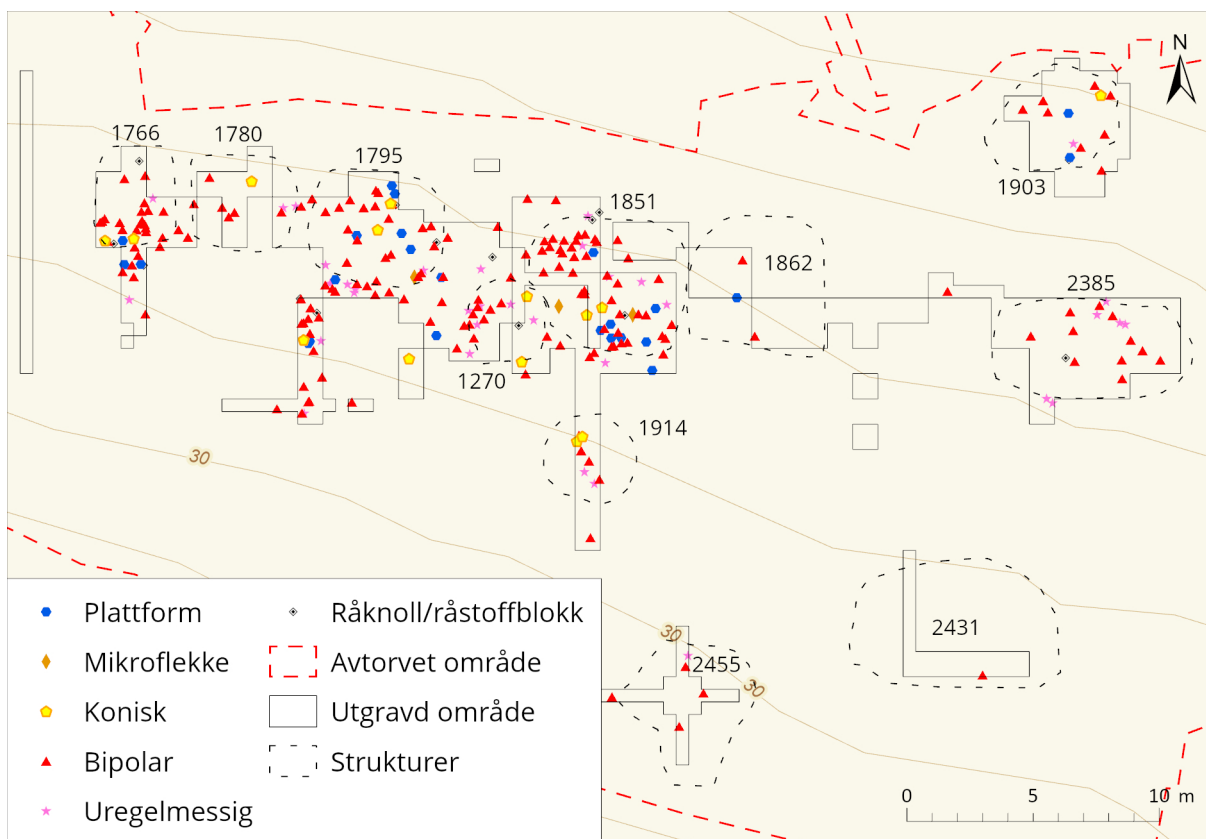 N
1766
1780
1795
1851
1903
1862
2385
1270
1914
30
2431
30
2455
30
Plattform
Råknoll/råstoffblokk
Mikroflekke
Avtorvet område
Konisk
Utgravd område
Bipolar
Strukturer
Uregelmessig
0 5 10 m